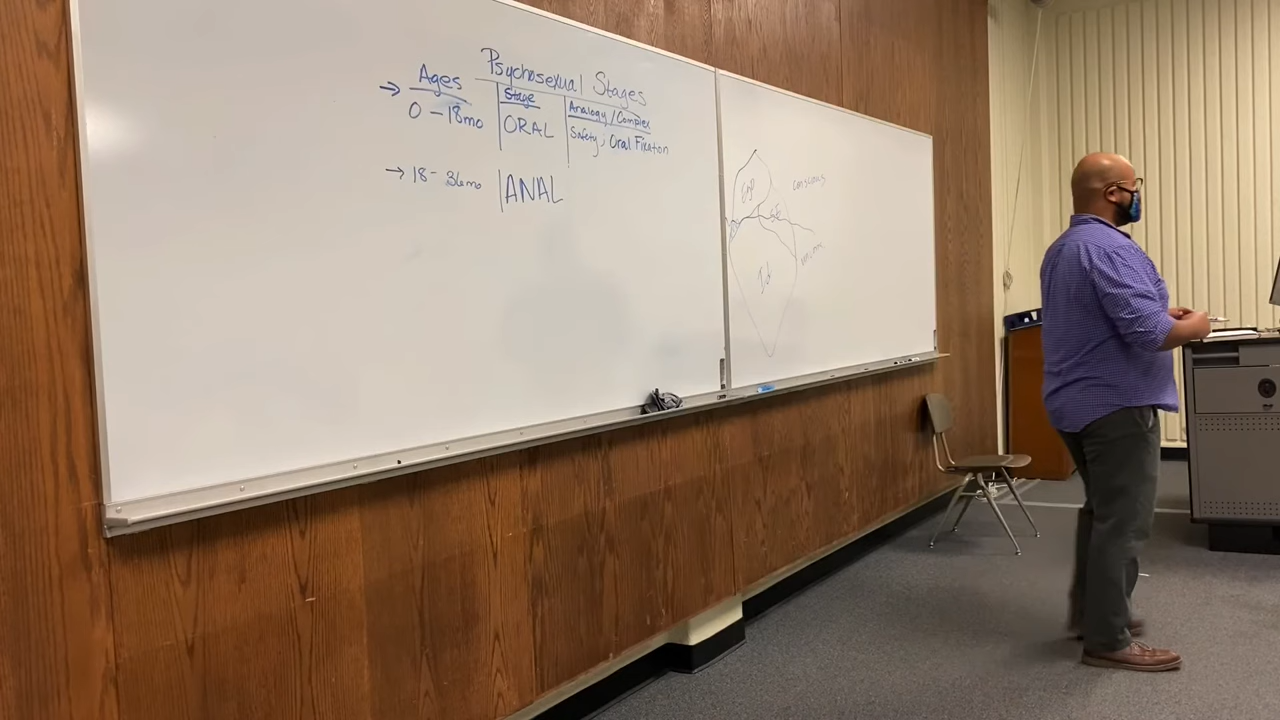 Psychosexual Stages
→ Ages Stage Analogy / Complex
0-18mo ORAL Safety; Oral Fixation
→ 18-36mo ANAL
Ego
conscious
Id